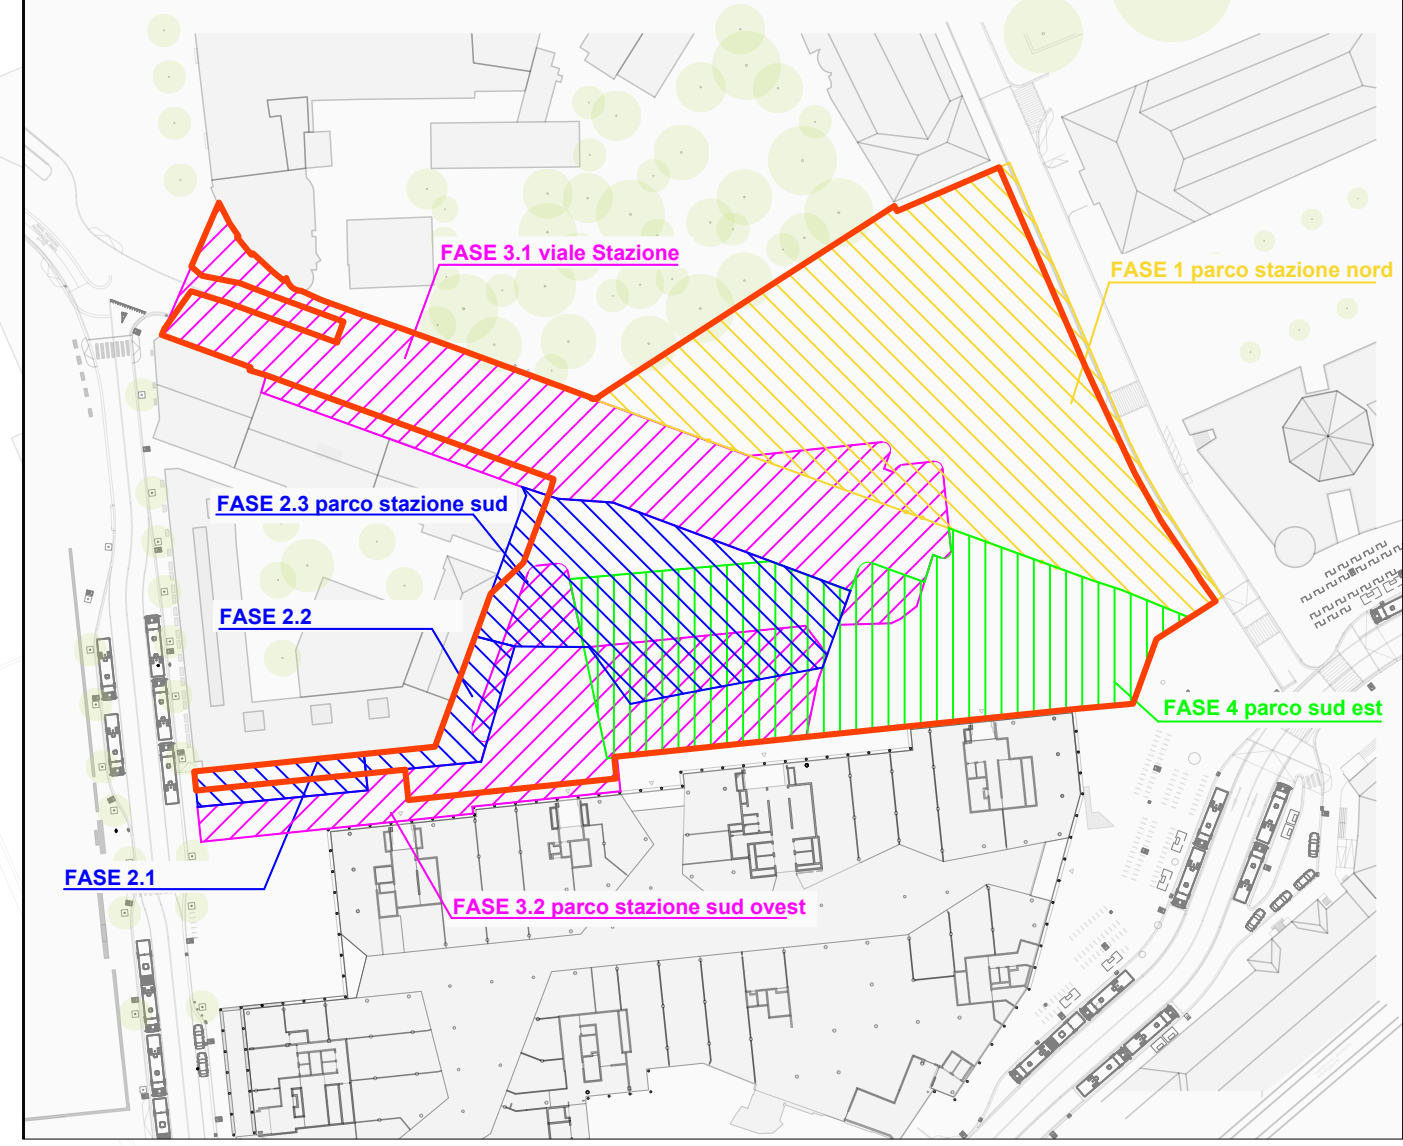 FASE 3.1 viale Stazione
FASE 1 parco stazione nord
FASE 2.3 parco stazione sud
FASE 2.2
FASE 4 parco sud est
FASE 2.1
FASE 3.2 parco stazione sud ovest